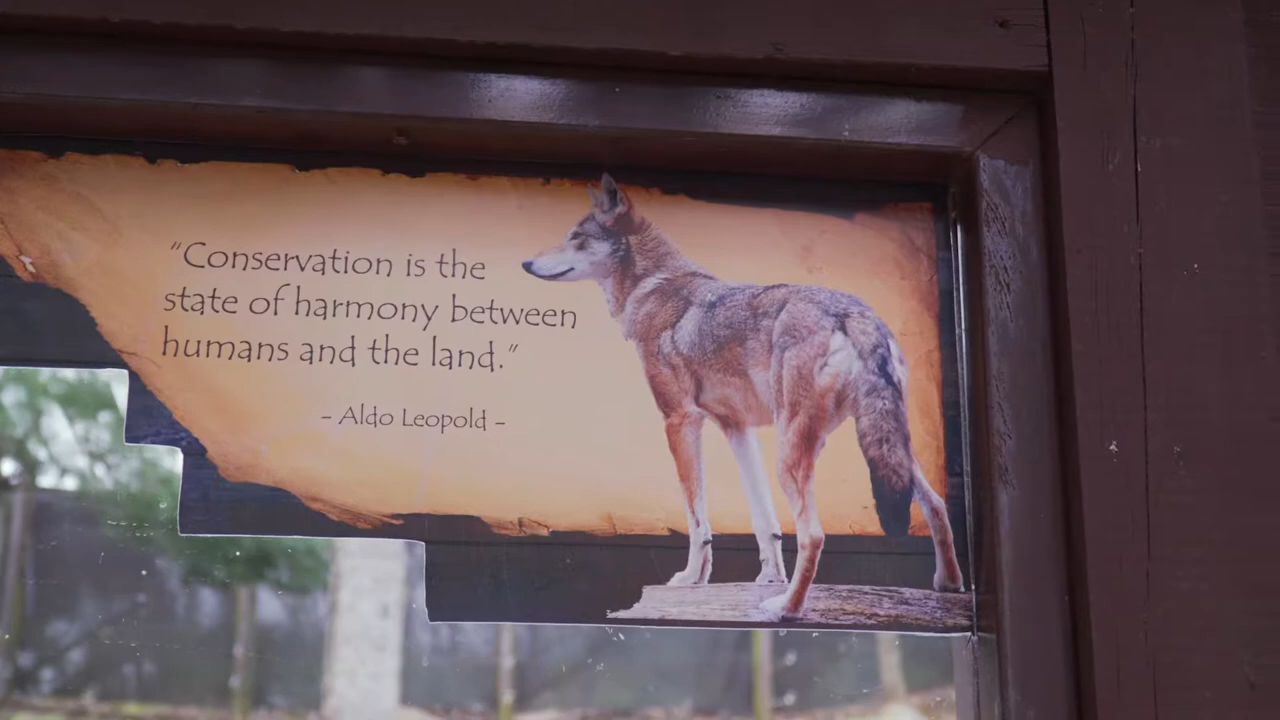 “Conservation is the
state of harmony between
humans and the land.”
- Aldo Leopold -